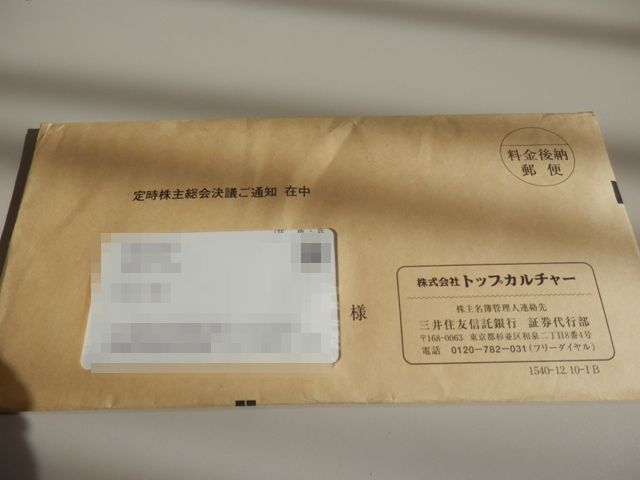 料金後納
郵便
定時株主総会決議ご通知 在中
様
株式会社トップカルチャー
株主名簿管理人連絡先
三井住友信託銀行 証券代行部
〒168-0063 東京都杉並区和泉二丁目8番4号
電話 0120-782-031(フリーダイヤル)
1540-12.10-1B